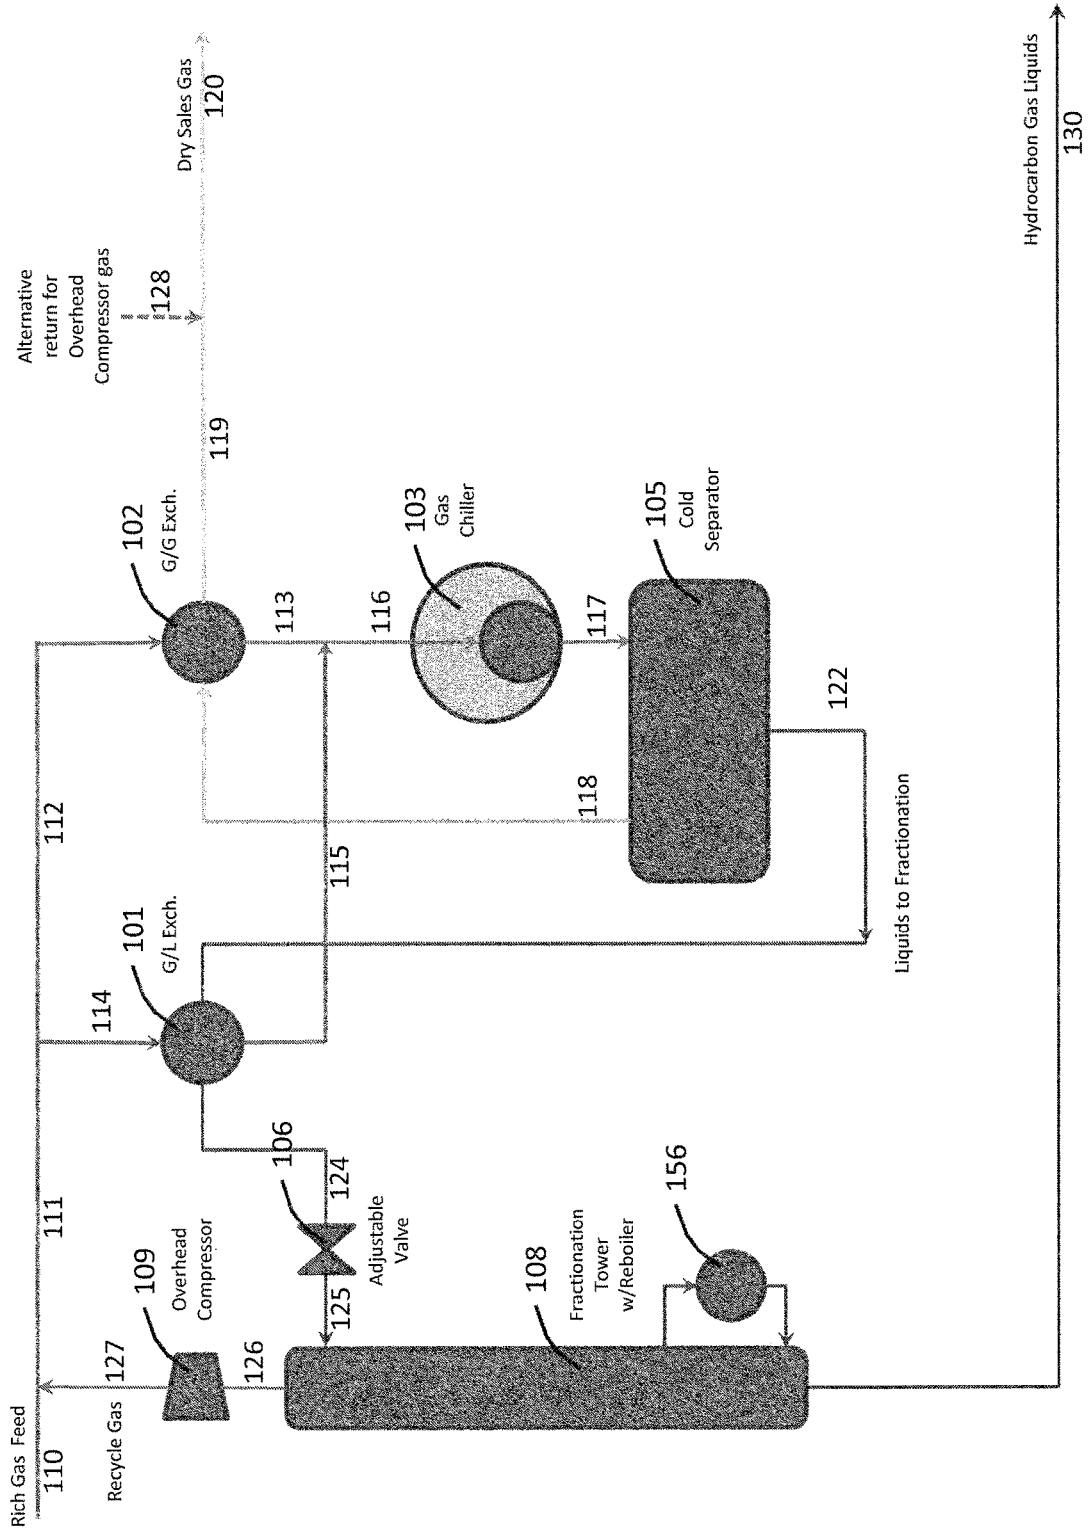 Rich Gas Feed
110
Recycle Gas
127
126
109
Overhead
Compressor
111
106
124
125
Adjustable
Valve
108
Fractionation
Tower
w/Reboiler
156
114
101
G/L Exch.
112
115
118
Liquids to Fractionation
122
102
G/G Exch.
113
116
103
Gas
Chiller
117
105
Cold
Separator
119
Alternative
return for
Overhead
Compressor gas
128
Dry Sales Gas
120
Hydrocarbon Gas Liquids
130